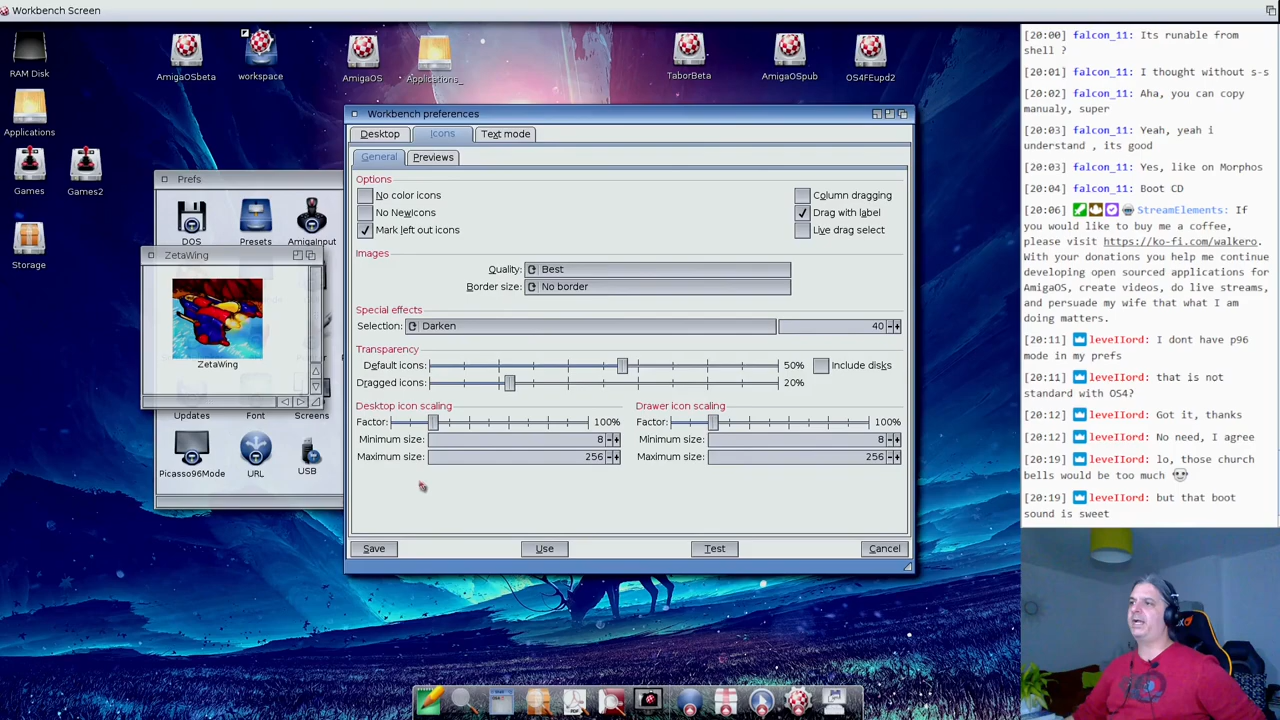 Workbench Screen
RAM Disk
AmigaOSbeta
workspace
AmigaOS
Applications_
TaborBeta
AmigaOSpub
OS4FEupd2
Applications
Games
Games2
Storage
Prefs
DOS
Presets
AmigaInput
ZetaWing
ZetaWing
Updates
Font
Screens
Picasso96Mode
URL
USB
Workbench preferences
Desktop
Icons
Text mode
General
Previews
Options
No color icons
Column dragging
No NewIcons
Drag with label
Mark left out icons
Live drag select
Images
Quality: Best
Border size: No border
Special effects
Selection: Darken 40
Transparency
Default icons: 50% Include disks
Dragged icons: 20%
Desktop icon scaling
Factor: 100%
Minimum size: 8
Maximum size: 256
Drawer icon scaling
Factor: 100%
Minimum size: 8
Maximum size: 256
Save
Use
Test
Cancel
PDF
[20:00] falcon_11: Its runable from
shell ?
[20:01] falcon_11: I thought without s-s
[20:02] falcon_11: Aha, you can copy
manualy, super
[20:03] falcon_11: Yeah, yeah i
understand , its good
[20:03] falcon_11: Yes, like on Morphos
[20:04] falcon_11: Boot CD
[20:06] StreamElements: If
you would like to buy me a coffee,
please visit https://ko-fi.com/walkero.
With your donations you help me continue
developing open sourced applications for
AmigaOS, create videos, do live streams,
and persuade my wife that what I am
doing matters.
[20:11] leveIIord: I dont have p96
mode in my prefs
[20:11] leveIIord: that is not
standard with OS4?
[20:12] leveIIord: Got it, thanks
[20:12] leveIIord: No need, I agree
[20:19] leveIIord: lo, those church
bells would be too much
[20:19] leveIIord: but that boot
sound is sweet